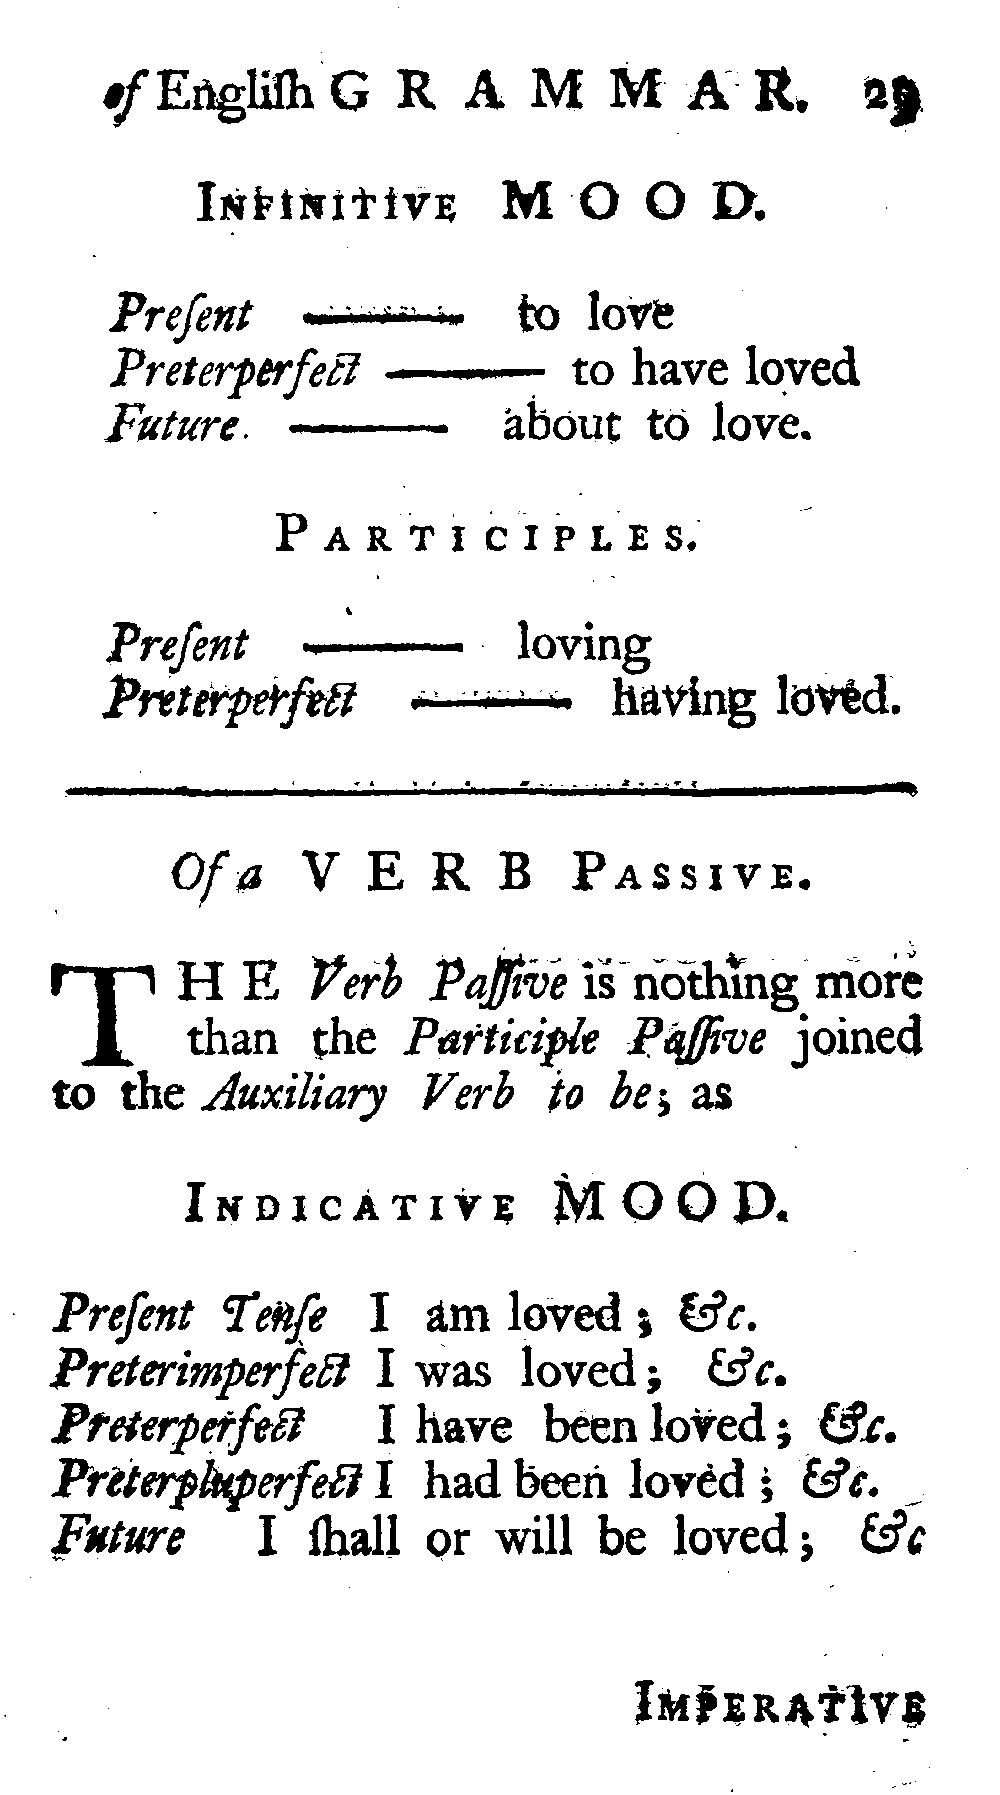 of Engliſh GRAMMAR. 29
INFINITIVE MOOD.
Preſent —— to love
Preterperfect —— to have loved
Future. —— about to love.
PARTICIPLES.
Preſent —— loving
Preterperfect —— having loved.
Of a VERB PASSIVE.
THE Verb Paſſive is nothing more
than the Participle Paſſive joined
to the Auxiliary Verb to be; as
INDICATIVE MOOD.
Preſent Tenſe I am loved; &c.
Preterimperfect I was loved; &c.
Preterperfect I have been loved; &c.
Preterpluperfect I had been loved; &c.
Future I ſhall or will be loved; &c
IMPERATIVE